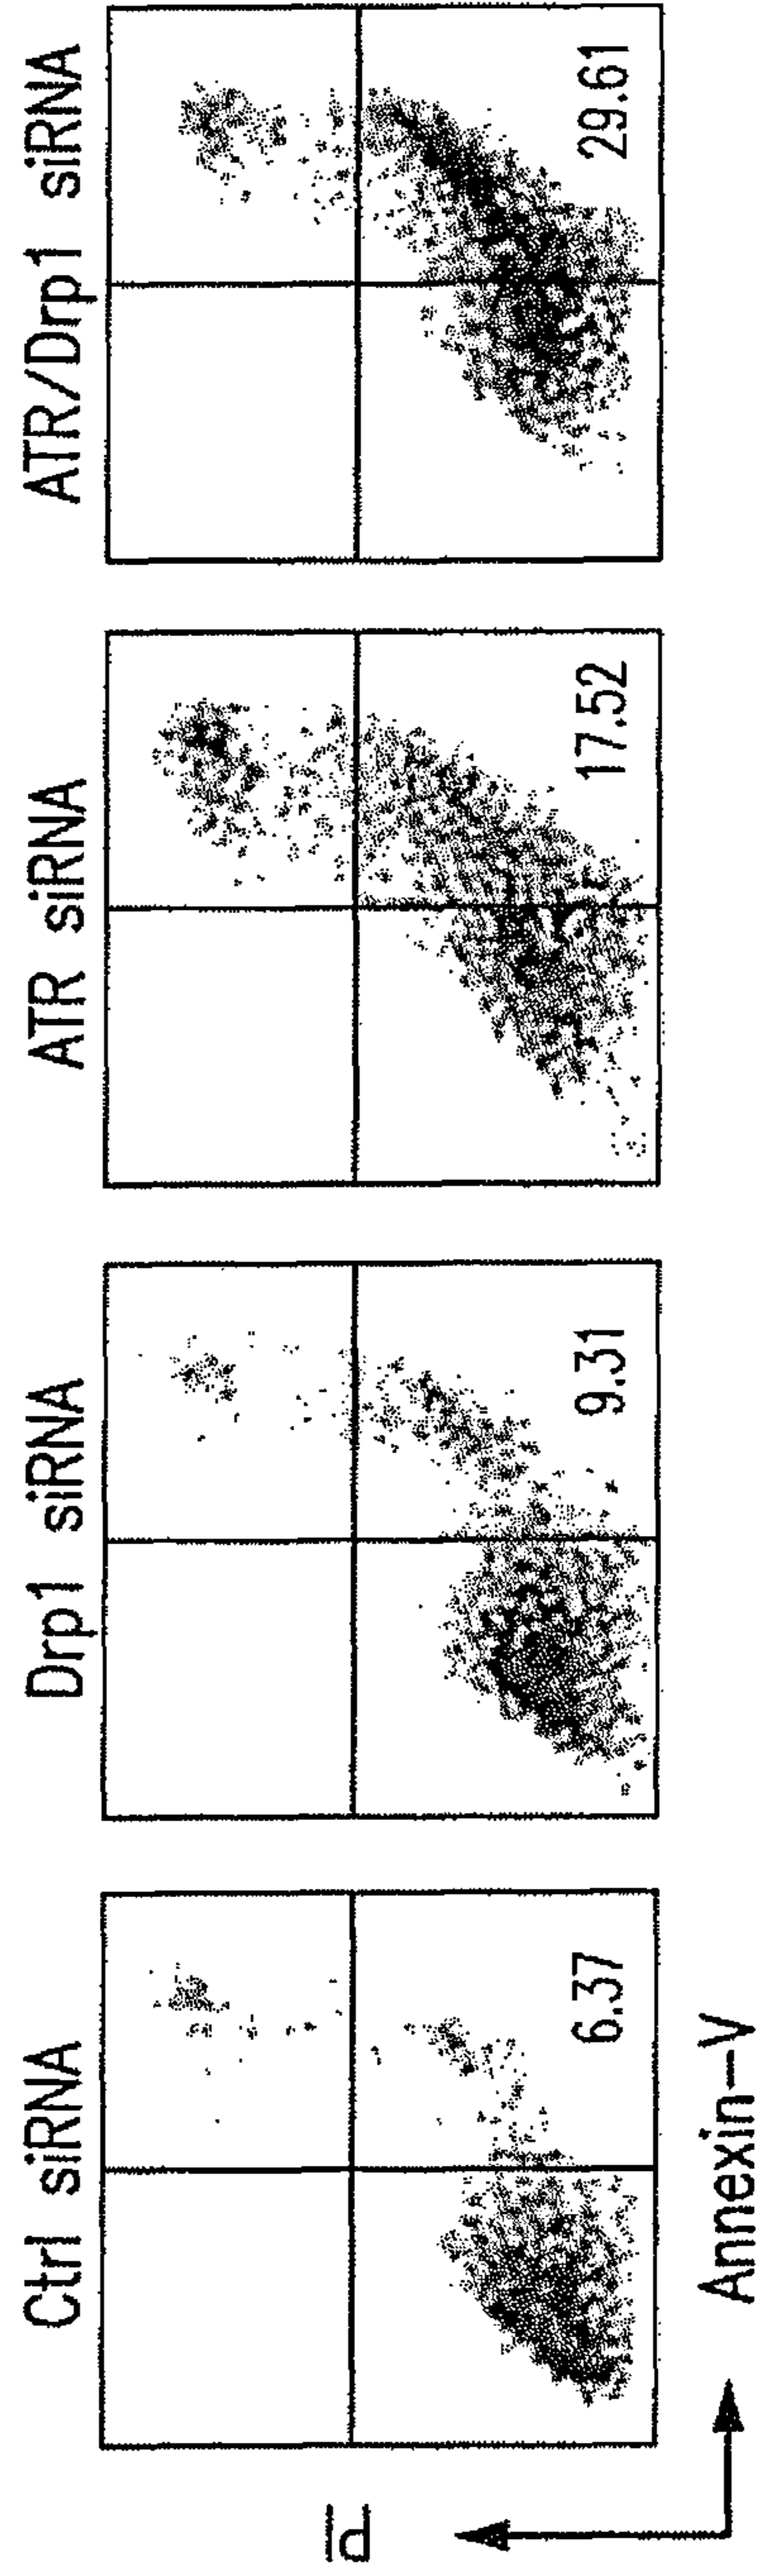 Ctrl siRNA
Drp1 siRNA
ATR siRNA
ATR/Drp1 siRNA
6.37
9.31
17.52
29.61
PI
Annexin-V